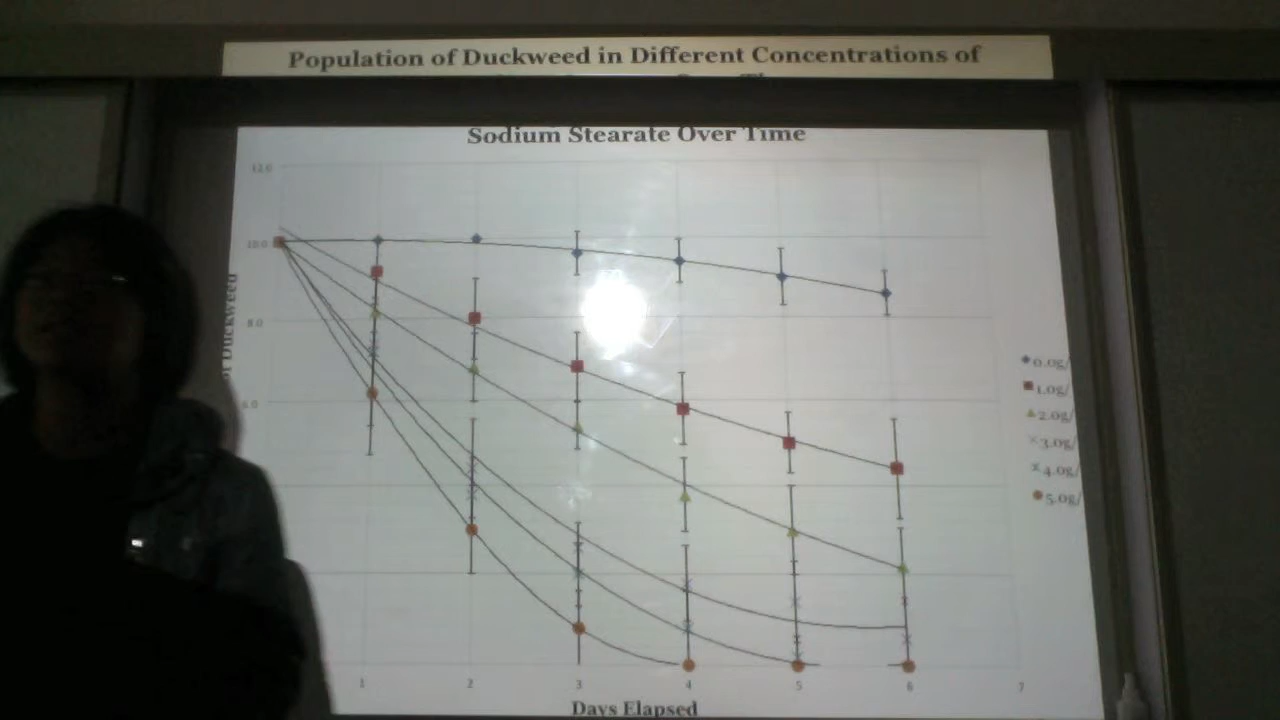 Population of Duckweed in Different Concentrations of
Sodium Stearate Over Time
12.0
10.0
8.0
6.0
of Duckweed
0.0g/
1.0g/
2.0g/
3.0g/
4.0g/
5.0g/
1 2 3 4 5 6 7
Days Elapsed